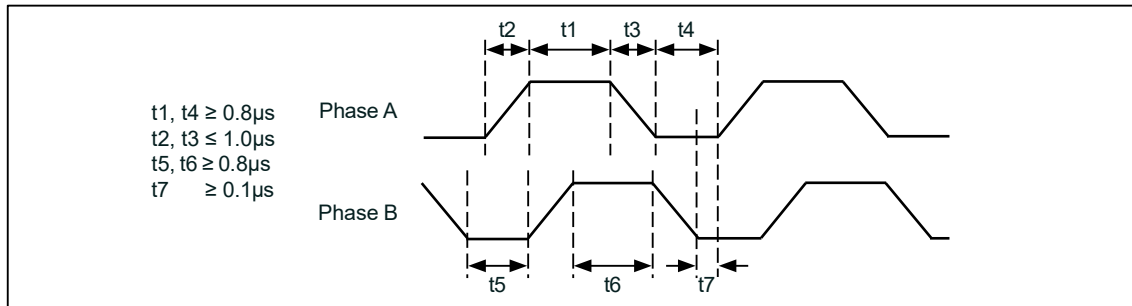 t2 t1 t3 t4
Phase A
t1, t4 ≥ 0.8µs
t2, t3 ≤ 1.0µs
t5, t6 ≥ 0.8µs
t7 ≥ 0.1µs
Phase B
t5 t6 t7